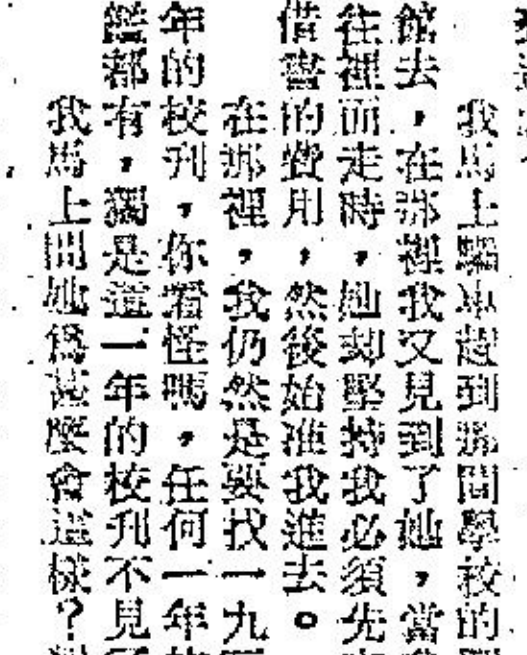 我馬上驅車趕到那間學校的
館去，在那裡我又見到了她，當
往裡面走時，她却堅持我必須先
借書的費用，然後始准我進去。
在那裡，我仍然是要找一九
年的校刊，你看怪嗎，任何一年
都有，獨是這一年的校刊不見
我馬上問她爲甚麼會這樣？